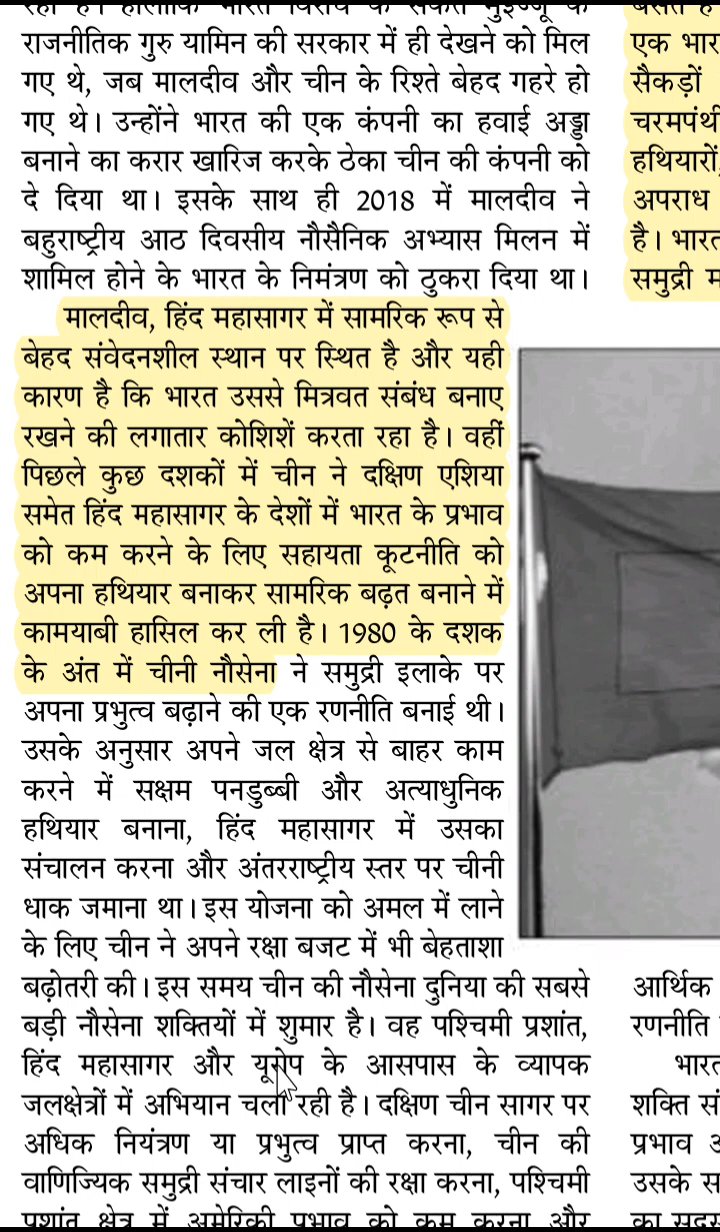 राजनीतिक गुरु यामिन की सरकार में ही देखने को मिल
गए थे, जब मालदीव और चीन के रिश्ते बेहद गहरे हो
गए थे। उन्होंने भारत की एक कंपनी का हवाई अड्डा
बनाने का करार खारिज करके ठेका चीन की कंपनी को
दे दिया था। इसके साथ ही 2018 में मालदीव ने
बहुराष्ट्रीय आठ दिवसीय नौसैनिक अभ्यास मिलन में
शामिल होने के भारत के निमंत्रण को ठुकरा दिया था।
मालदीव, हिंद महासागर में सामरिक रूप से
बेहद संवेदनशील स्थान पर स्थित है और यही
कारण है कि भारत उससे मित्रवत संबंध बनाए
रखने की लगातार कोशिशें करता रहा है। वहीं
पिछले कुछ दशकों में चीन ने दक्षिण एशिया
समेत हिंद महासागर के देशों में भारत के प्रभाव
को कम करने के लिए सहायता कूटनीति को
अपना हथियार बनाकर सामरिक बढ़त बनाने में
कामयाबी हासिल कर ली है। 1980 के दशक
के अंत में चीनी नौसेना ने समुद्री इलाके पर
अपना प्रभुत्व बढ़ाने की एक रणनीति बनाई थी।
उसके अनुसार अपने जल क्षेत्र से बाहर काम
करने में सक्षम पनडुब्बी और अत्याधुनिक
हथियार बनाना, हिंद महासागर में उसका
संचालन करना और अंतरराष्ट्रीय स्तर पर चीनी
धाक जमाना था। इस योजना को अमल में लाने
के लिए चीन ने अपने रक्षा बजट में भी बेहताशा
बढ़ोतरी की। इस समय चीन की नौसेना दुनिया की सबसे
बड़ी नौसेना शक्तियों में शुमार है। वह पश्चिमी प्रशांत,
हिंद महासागर और यूरोप के आसपास के व्यापक
जलक्षेत्रों में अभियान चला रही है। दक्षिण चीन सागर पर
अधिक नियंत्रण या प्रभुत्व प्राप्त करना, चीन की
वाणिज्यिक समुद्री संचार लाइनों की रक्षा करना, पश्चिमी
प्रशांत क्षेत्र में अमेरिकी प्रभाव को कम करना और
एक भार
सैकड़ों
चरमपंथी
हथियारों,
अपराध
है। भारत
समुद्री म
आर्थिक
रणनीति
भारत
शक्ति सं
प्रभाव
उसके स